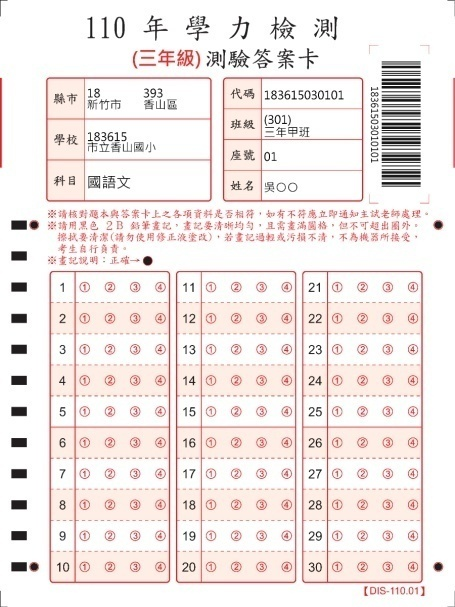 110 年 學 力 檢 測
(三年級) 測驗答案卡
縣市 18 393
新竹市 香山區
學校 183615
市立香山國小
科目 國語文
代碼 183615030101
班級 (301)
三年甲班
座號 01
姓名 吳○○
183615030101
※請核對題本與答案卡上之各項資料是否相符，如有不符應立即通知主試老師處理。
※請用黑色 2B 鉛筆畫記，畫記要清晰均勻，且需畫滿圓格，但不可超出圈外。
擦拭要清潔(請勿使用修正液塗改)，若畫記過輕或污損不清，不為機器所接受，
考生自行負責。
※畫記說明：正確→●
1 ① ② ③ ④ 11 ① ② ③ ④ 21 ① ② ③ ④
2 ① ② ③ ④ 12 ① ② ③ ④ 22 ① ② ③ ④
3 ① ② ③ ④ 13 ① ② ③ ④ 23 ① ② ③ ④
4 ① ② ③ ④ 14 ① ② ③ ④ 24 ① ② ③ ④
5 ① ② ③ ④ 15 ① ② ③ ④ 25 ① ② ③ ④
6 ① ② ③ ④ 16 ① ② ③ ④ 26 ① ② ③ ④
7 ① ② ③ ④ 17 ① ② ③ ④ 27 ① ② ③ ④
8 ① ② ③ ④ 18 ① ② ③ ④ 28 ① ② ③ ④
9 ① ② ③ ④ 19 ① ② ③ ④ 29 ① ② ③ ④
10 ① ② ③ ④ 20 ① ② ③ ④ 30 ① ② ③ ④
【DIS-110.01】